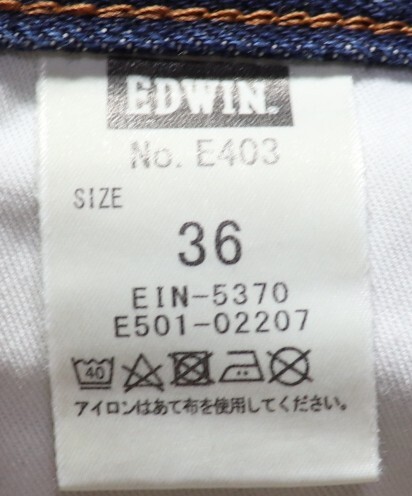 EDWIN.
No. E403
SIZE
36
EIN-5370
E501-02207
40
アイロンはあて布を使用してください。